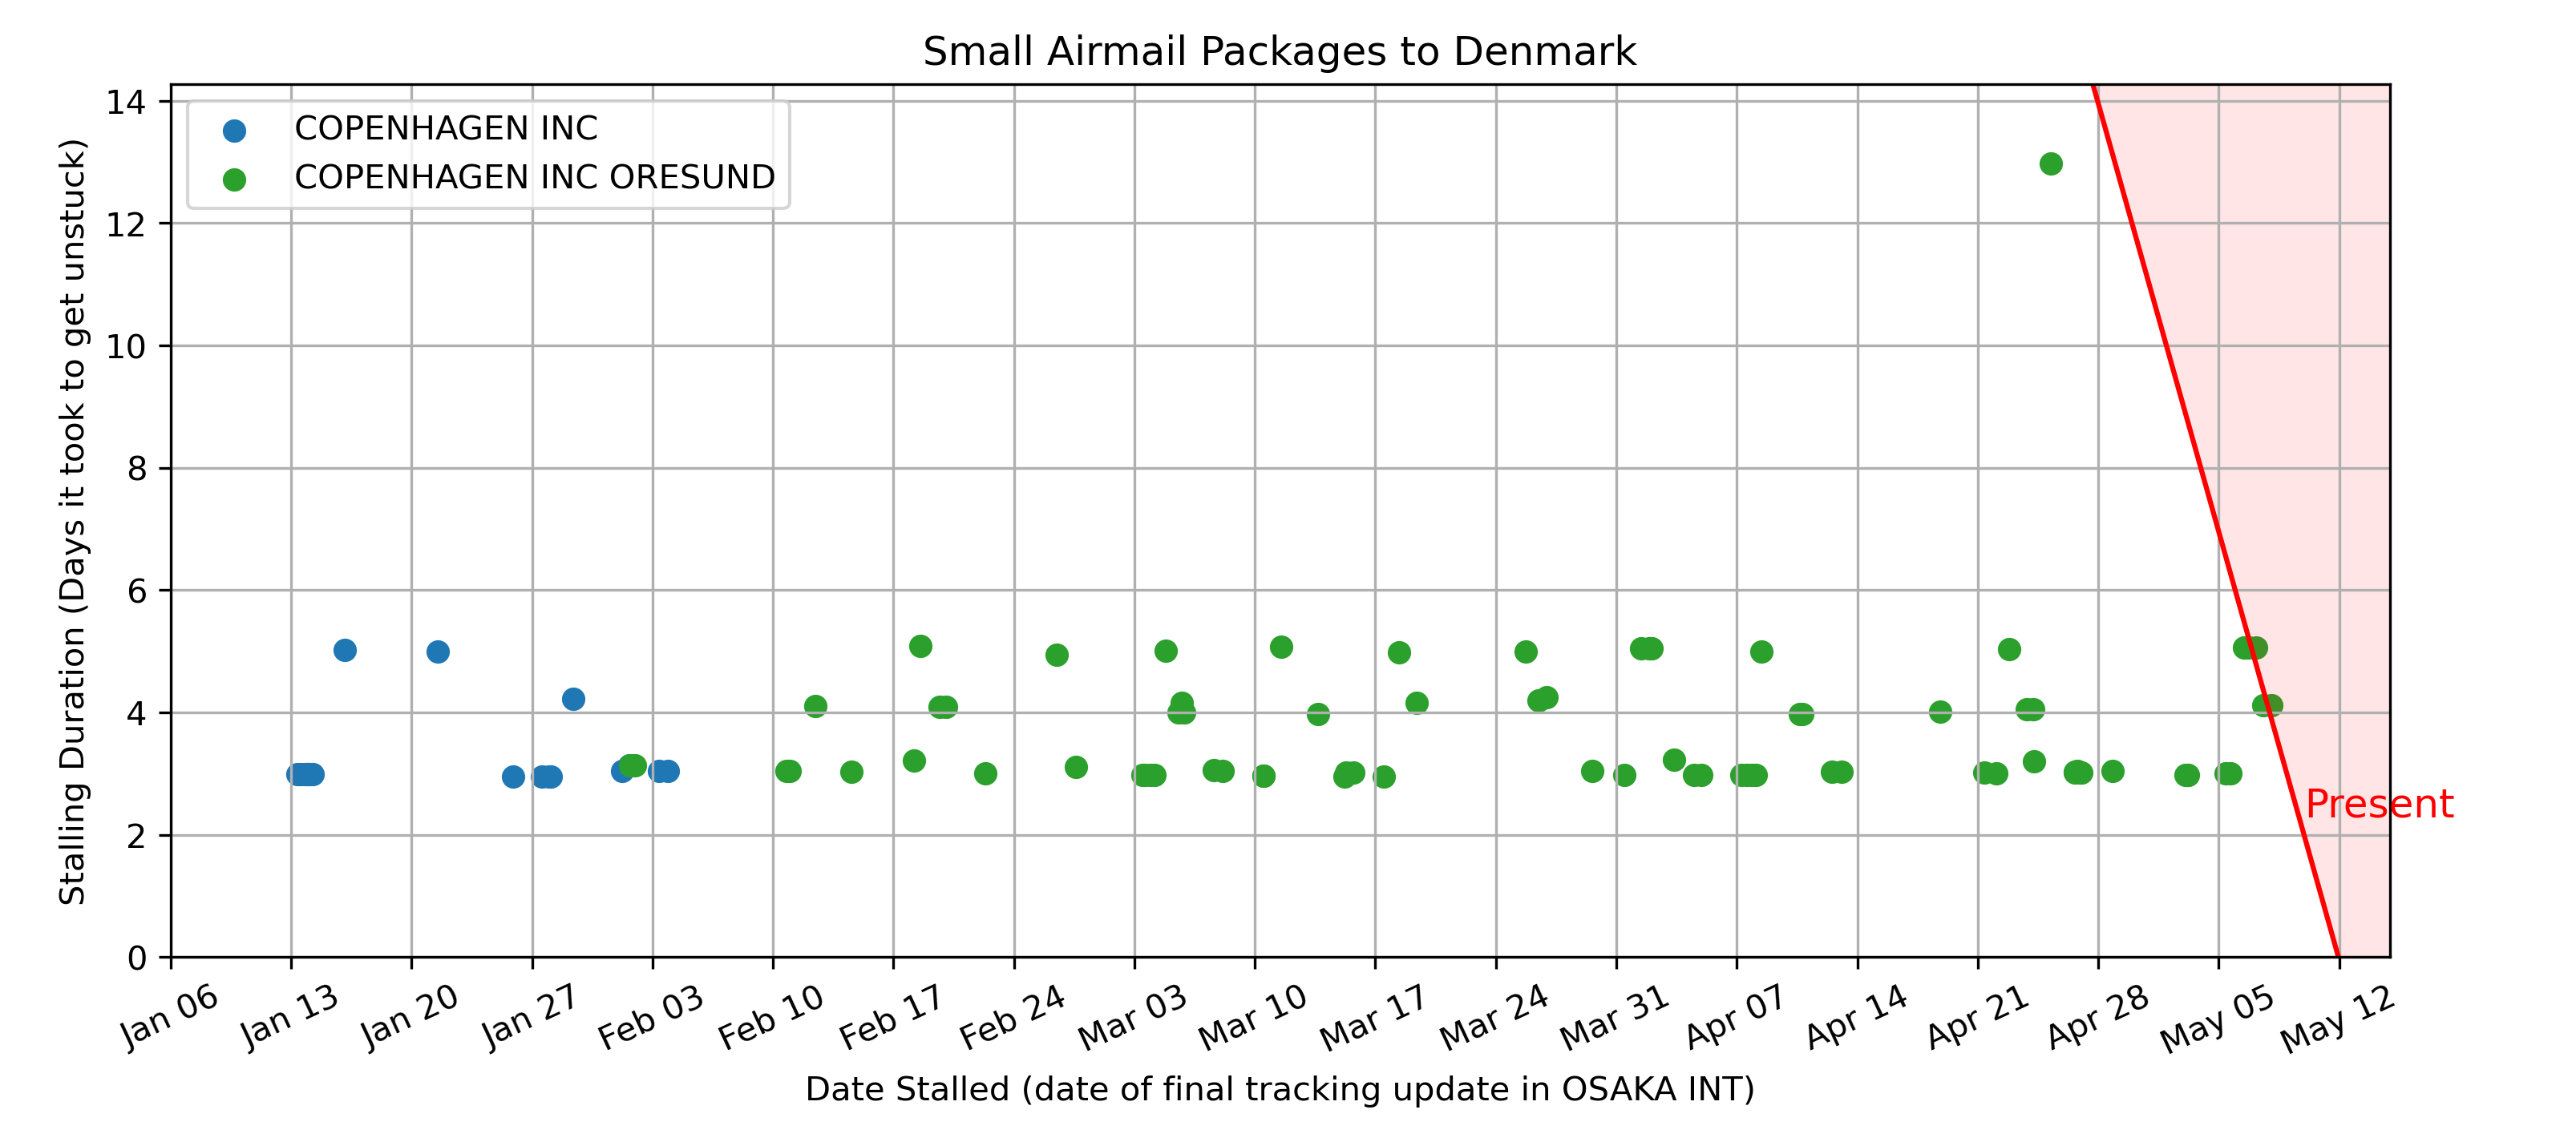 Small Airmail Packages to Denmark
COPENHAGEN INC
COPENHAGEN INC ORESUND
Stalling Duration (Days it took to get unstuck)
14
12
10
8
6
4
2
0
Present
Jan 06
Jan 13
Jan 20
Jan 27
Feb 03
Feb 10
Feb 17
Feb 24
Mar 03
Mar 10
Mar 17
Mar 24
Mar 31
Apr 07
Apr 14
Apr 21
Apr 28
May 05
May 12
Date Stalled (date of final tracking update in OSAKA INT)